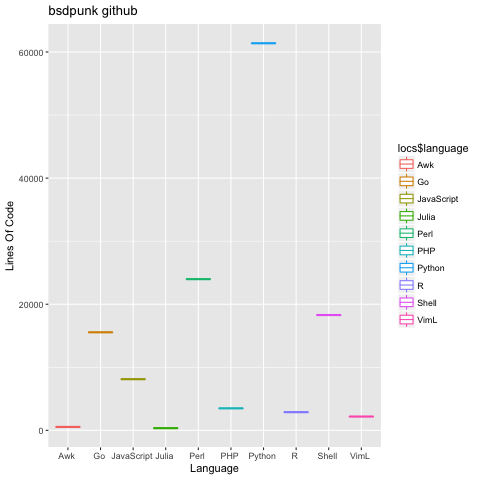 bsdpunk github
60000
40000
20000
0
Lines Of Code
Awk Go JavaScript Julia Perl PHP Python R Shell VimL
Language
locs$language
Awk
Go
JavaScript
Julia
Perl
PHP
Python
R
Shell
VimL